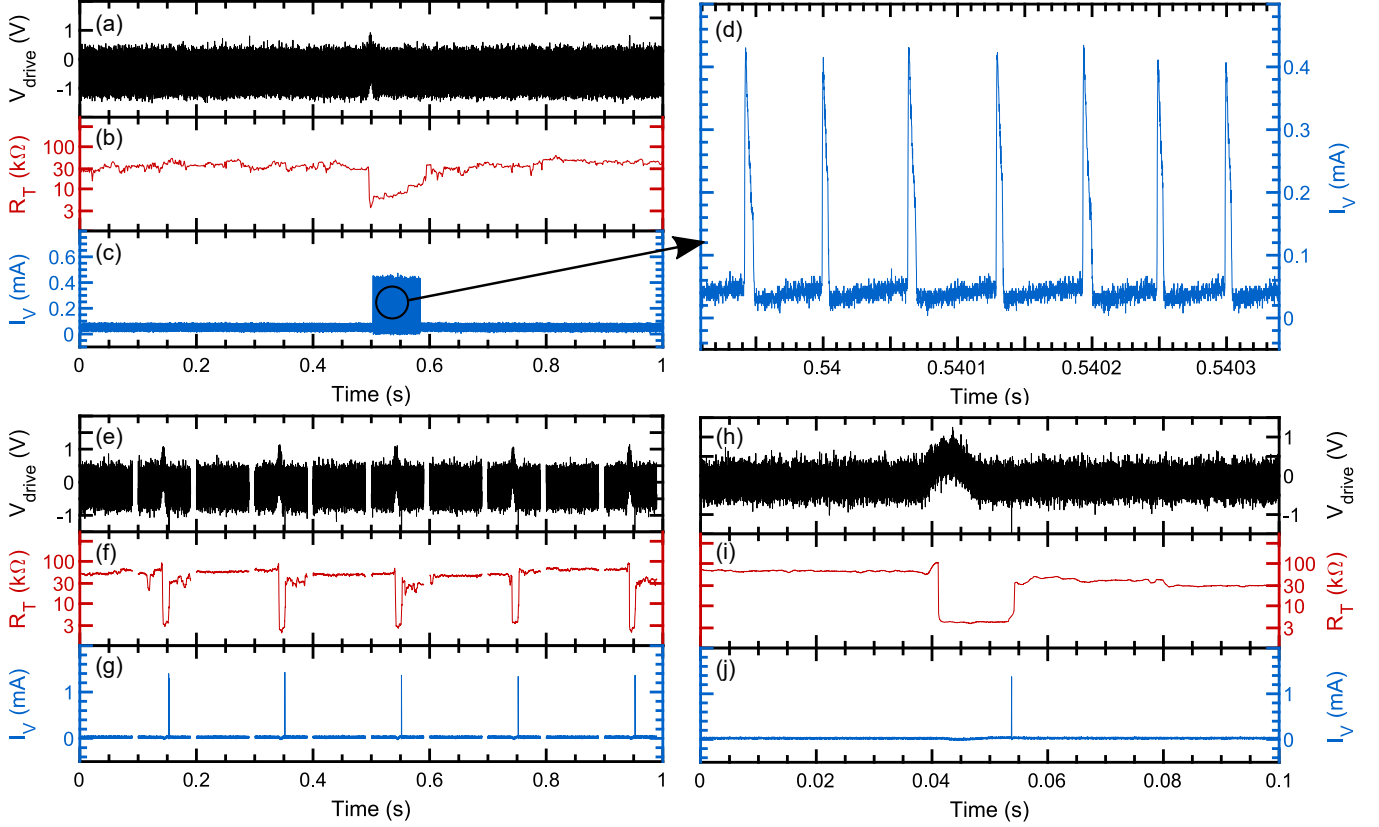 (a)
V_drive (V)
1
0
-1
(b)
R_T (kΩ)
100
30
10
3
(c)
I_V (mA)
0.6
0.4
0.2
0
0 0.2 0.4 0.6 0.8 1
Time (s)
(d)
0.4
0.3
0.2
0.1
0
I_V (mA)
0.54 0.5401 0.5402 0.5403
Time (s)
(e)
V_drive (V)
1
0
-1
(f)
R_T (kΩ)
100
30
10
3
(g)
I_V (mA)
1
0
0 0.2 0.4 0.6 0.8 1
Time (s)
(h)
1
0
-1
V_drive (V)
(i)
100
30
10
3
R_T (kΩ)
(j)
1
0
I_V (mA)
0 0.02 0.04 0.06 0.08 0.1
Time (s)